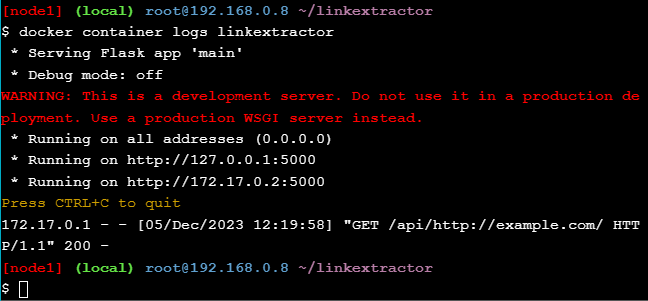 [node1] (local) root@192.168.0.8 ~/linkextractor
$ docker container logs linkextractor
 * Serving Flask app 'main'
 * Debug mode: off
WARNING: This is a development server. Do not use it in a production de
ployment. Use a production WSGI server instead.
 * Running on all addresses (0.0.0.0)
 * Running on http://127.0.0.1:5000
 * Running on http://172.17.0.2:5000
Press CTRL+C to quit
172.17.0.1 - - [05/Dec/2023 12:19:58] "GET /api/http://example.com/ HTT
P/1.1" 200 -
[node1] (local) root@192.168.0.8 ~/linkextractor
$